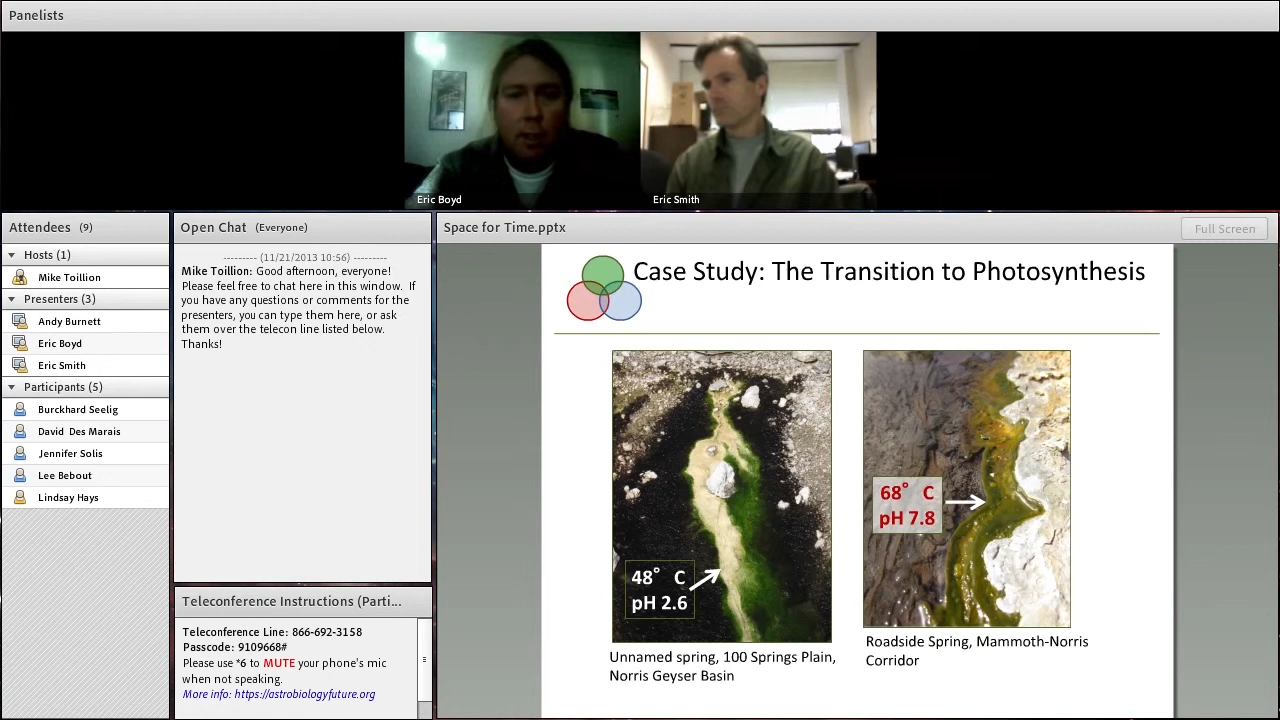 Panelists
Eric Boyd
Eric Smith
Attendees (9)
Hosts (1)
Mike Toillion
Presenters (3)
Andy Burnett
Eric Boyd
Eric Smith
Participants (5)
Burckhard Seelig
David Des Marais
Jennifer Solis
Lee Bebout
Lindsay Hays
Open Chat (Everyone)
--------- (11/21/2013 10:56) ---------
Mike Toillion: Good afternoon, everyone!
Please feel free to chat here in this window. If
you have any questions or comments for the
presenters, you can type them here, or ask
them over the telecon line listed below.
Thanks!
Teleconference Instructions (Parti...
Teleconference Line: 866-692-3158
Passcode: 9109668#
Please use *6 to MUTE your phone's mic
when not speaking.
More info: https://astrobiologyfuture.org
Space for Time.pptx
Full Screen
Case Study: The Transition to Photosynthesis
48° C
pH 2.6
Unnamed spring, 100 Springs Plain,
Norris Geyser Basin
68° C
pH 7.8
Roadside Spring, Mammoth-Norris
Corridor